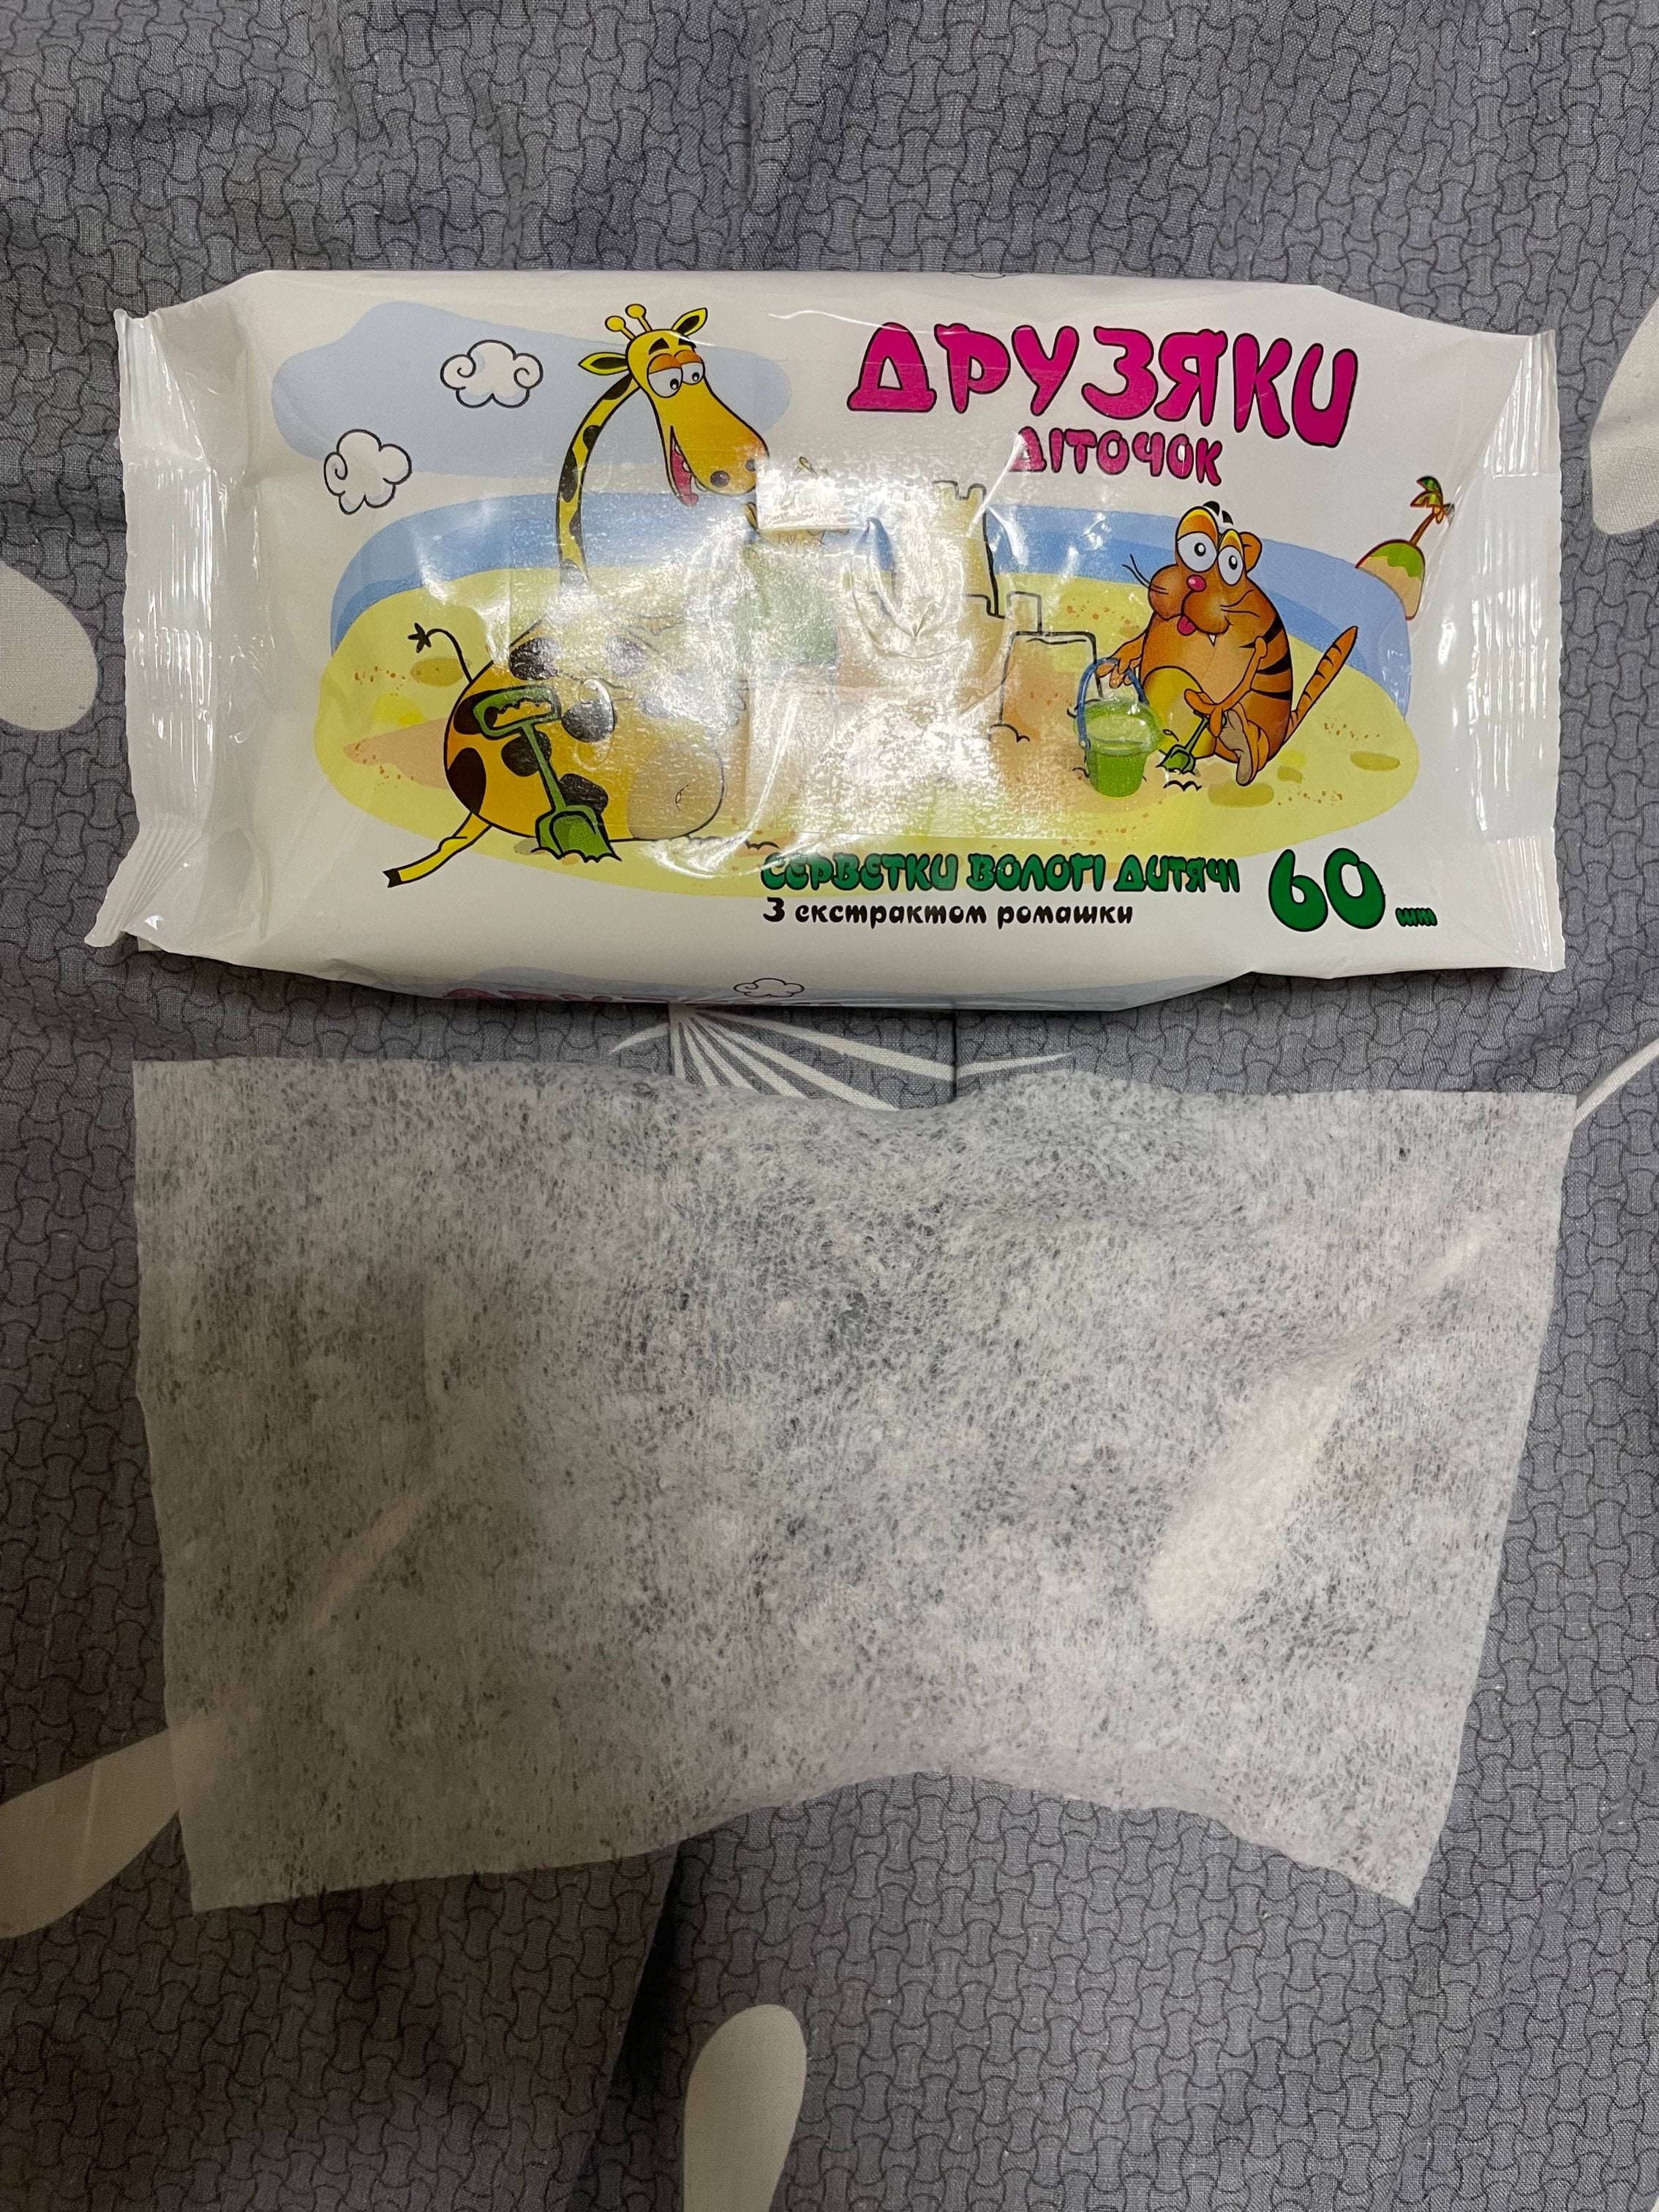 ДРУЗЯКИ
ДІТОЧОК
СЕРВЕТКИ ВОЛОГІ ДИТЯЧІ 60 шт
З екстрактом ромашки